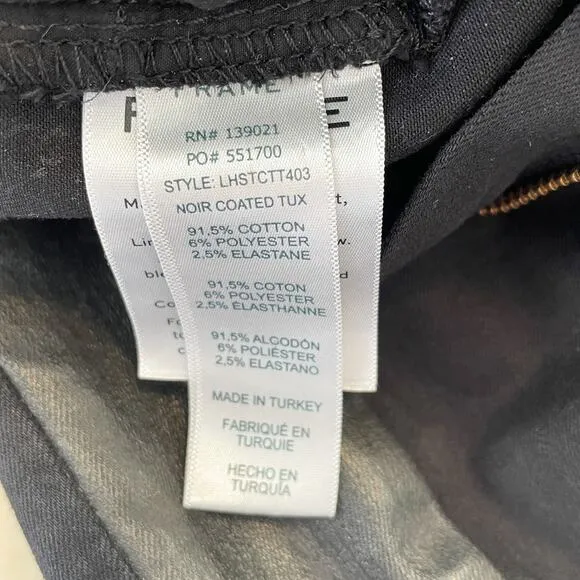 FRAME
RN# 139021
PO# 551700
STYLE: LHSTCTT403
NOIR COATED TUX
91,5% COTTON
6% POLYESTER
2,5% ELASTANE
91,5% COTON
6% POLYESTER
2,5% ÉLASTHANNE
91,5% ALGODÓN
6% POLIÉSTER
2,5% ELASTANO
MADE IN TURKEY
FABRIQUÉ EN
TURQUIE
HECHO EN
TURQUÍA